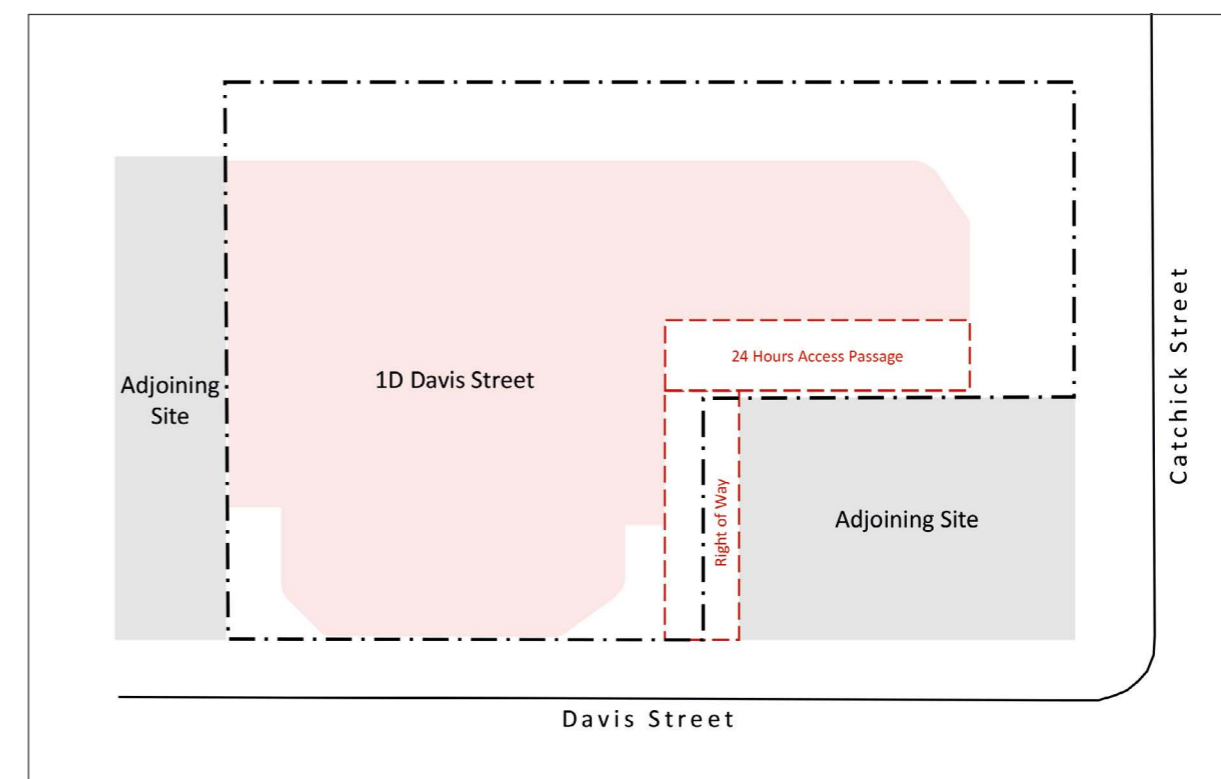 24 Hours Access Passage
1D Davis Street
Adjoining
Site
Right of Way
Adjoining Site
Catchick Street
Davis Street